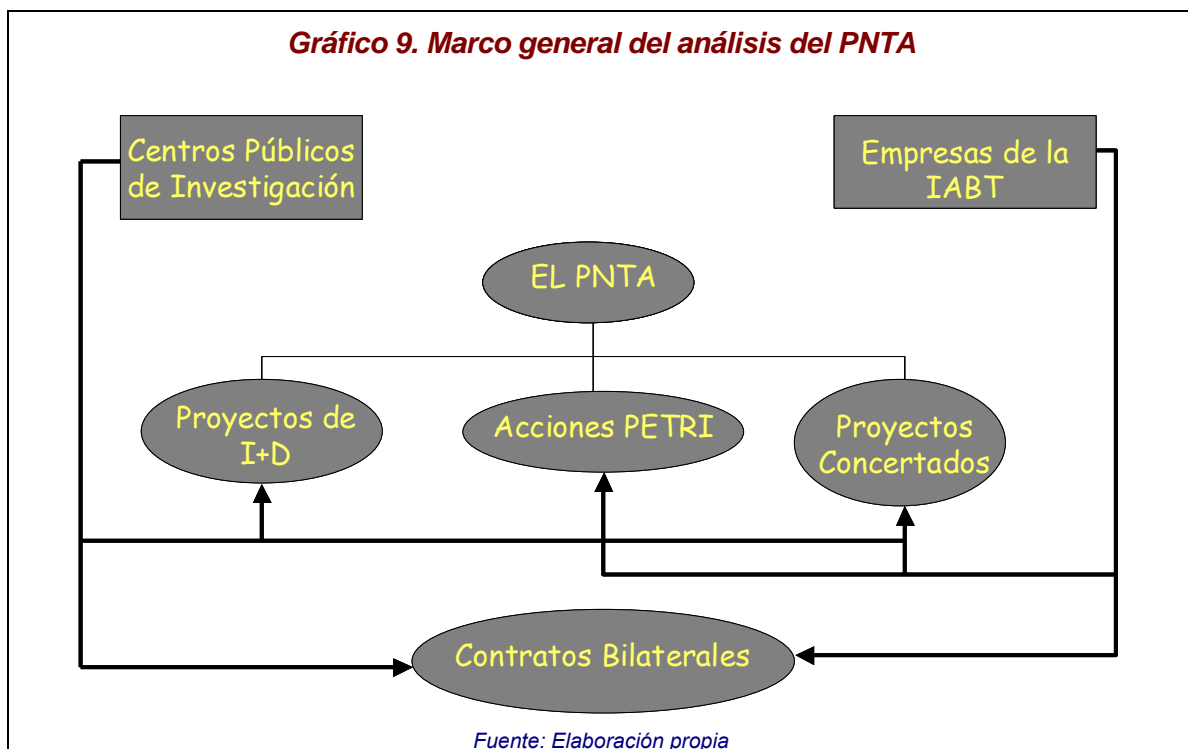 Gráfico 9. Marco general del análisis del PNTA
Centros Públicos
de Investigación
Empresas de la
IABT
EL PNTA
Proyectos de
I+D
Acciones PETRI
Proyectos
Concertados
Contratos Bilaterales
Fuente: Elaboración propia